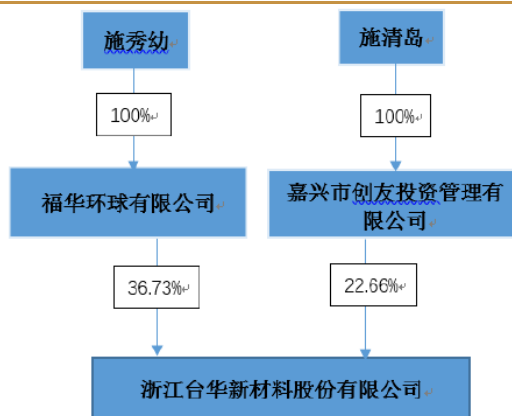 施秀幼
施清岛
100%
100%
福华环球有限公司
嘉兴市创友投资管理有
限公司
36.73%
22.66%
浙江台华新材料股份有限公司